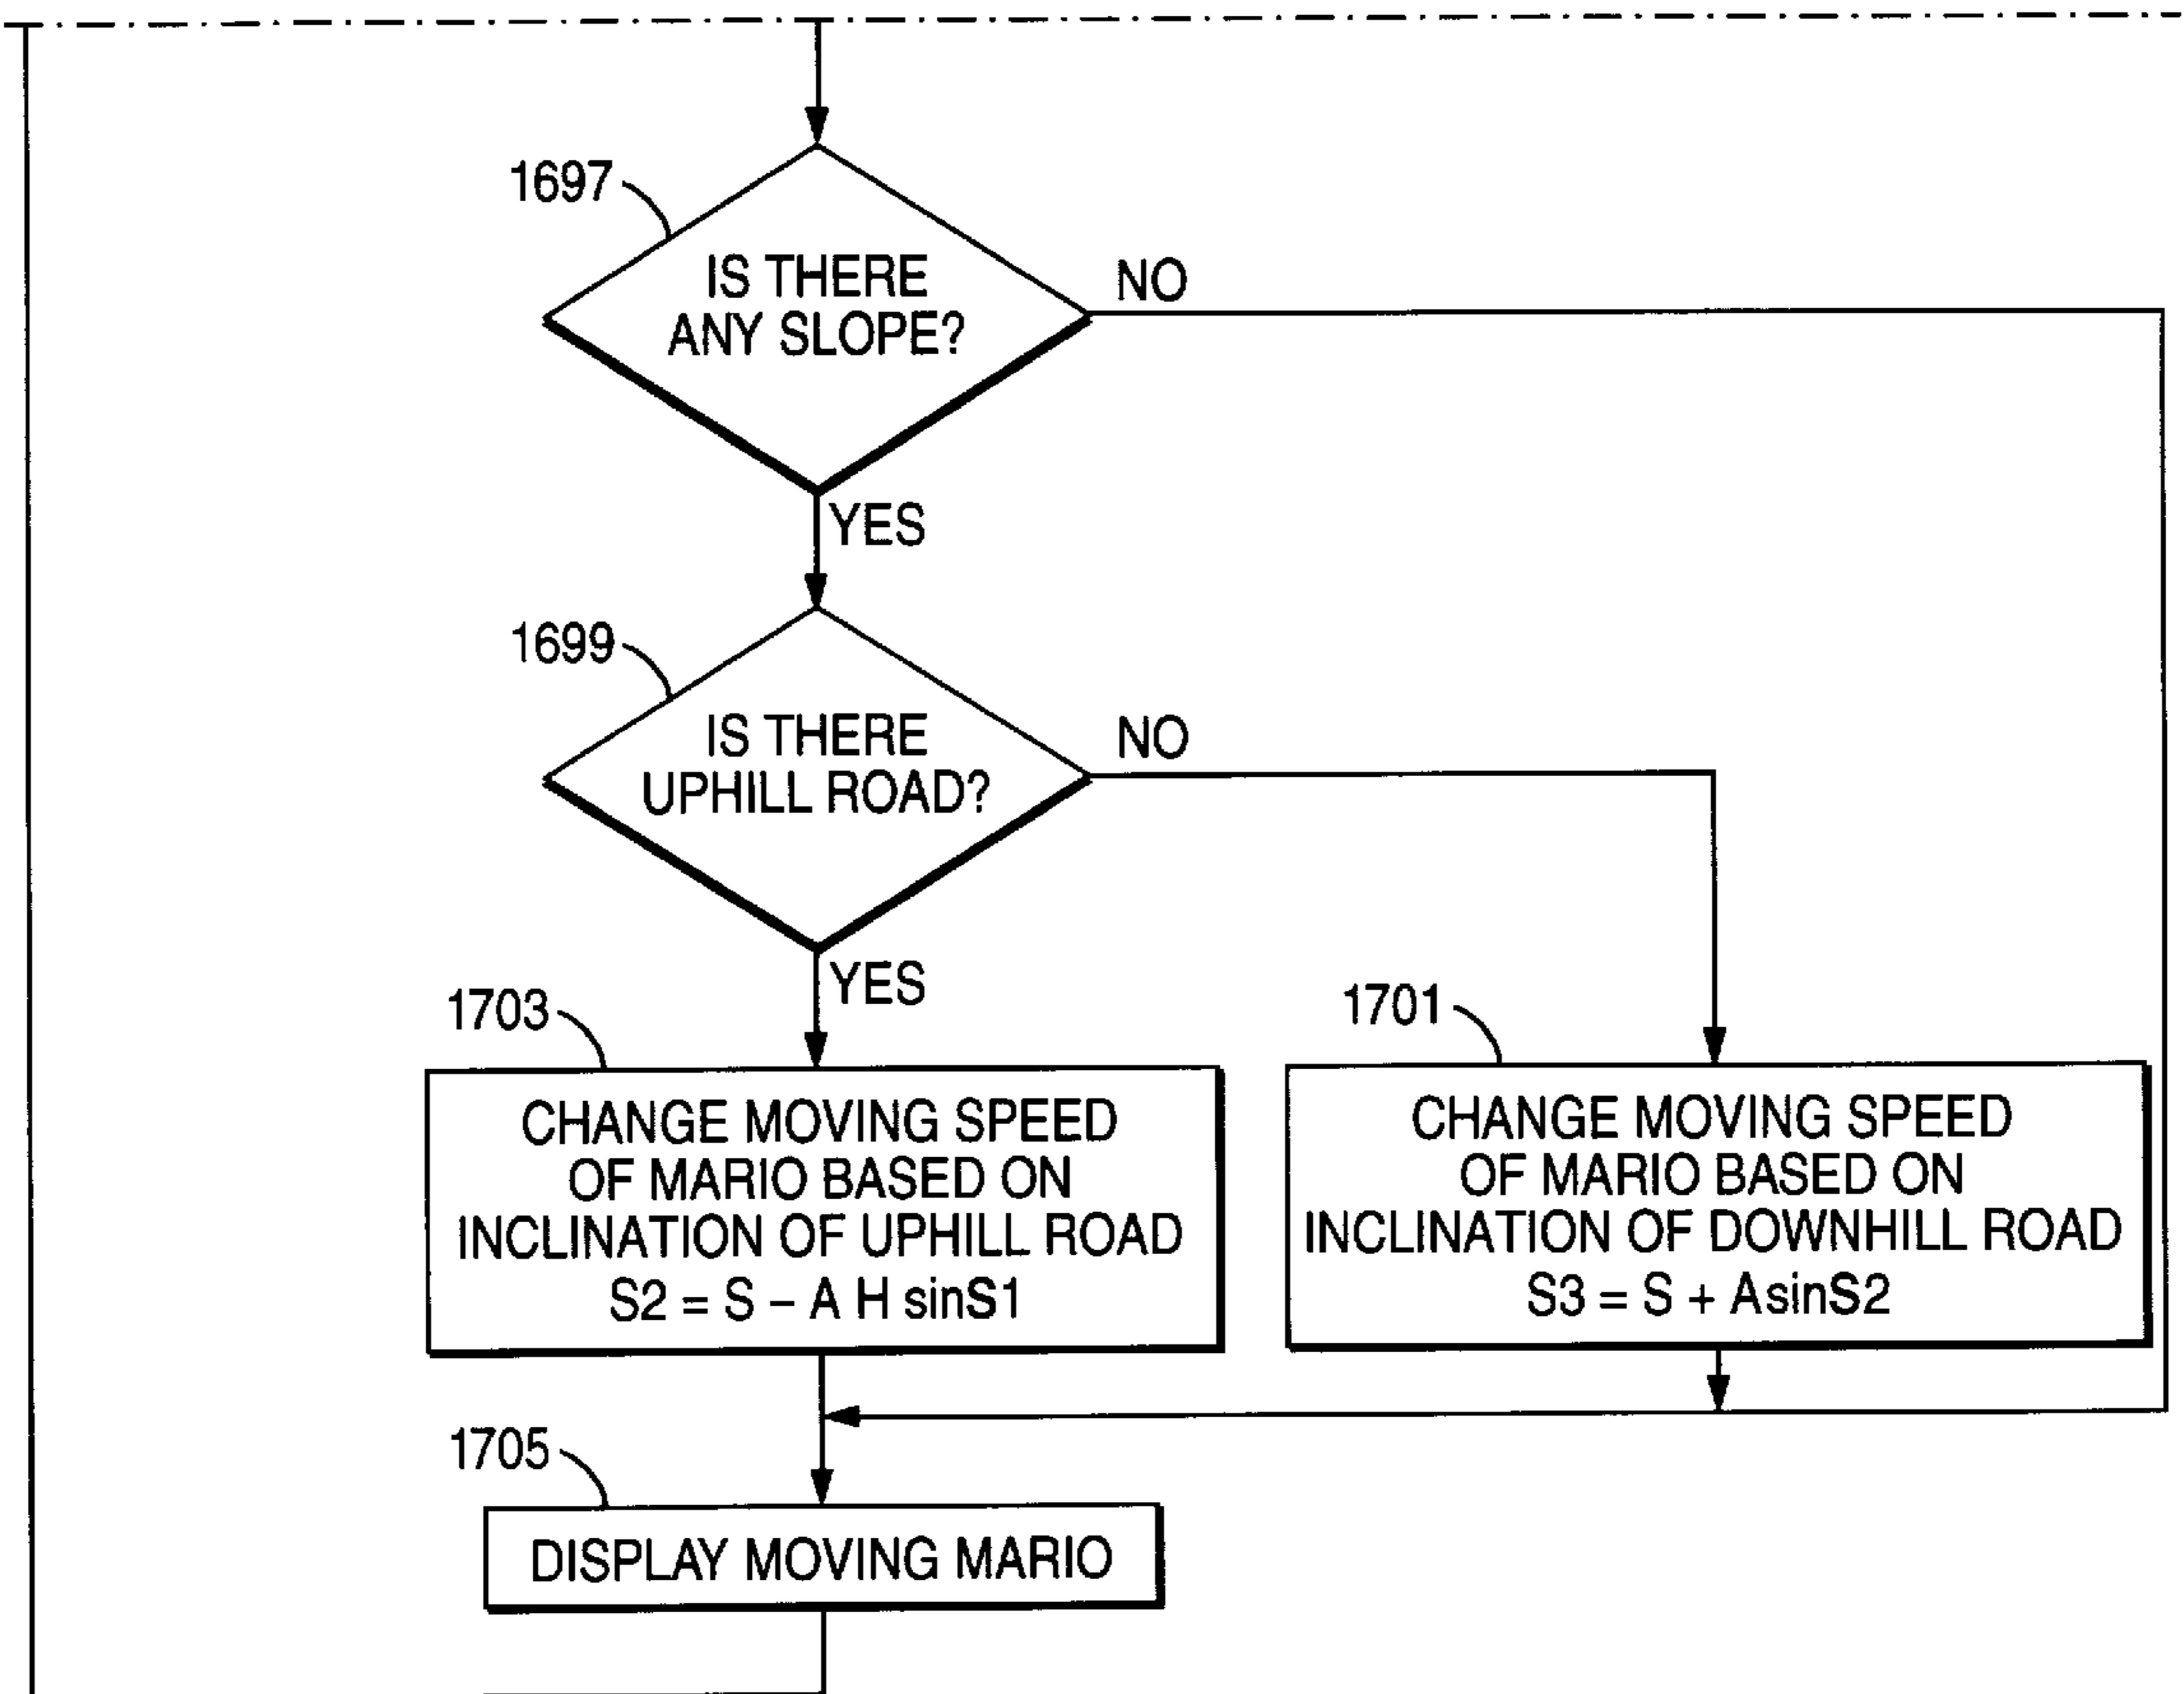 1697
IS THERE
ANY SLOPE?
NO
YES
1699
IS THERE
UPHILL ROAD?
NO
YES
1703
CHANGE MOVING SPEED
OF MARIO BASED ON
INCLINATION OF UPHILL ROAD
S2 = S – A H sinS1
1701
CHANGE MOVING SPEED
OF MARIO BASED ON
INCLINATION OF DOWNHILL ROAD
S3 = S + AsinS2
1705
DISPLAY MOVING MARIO